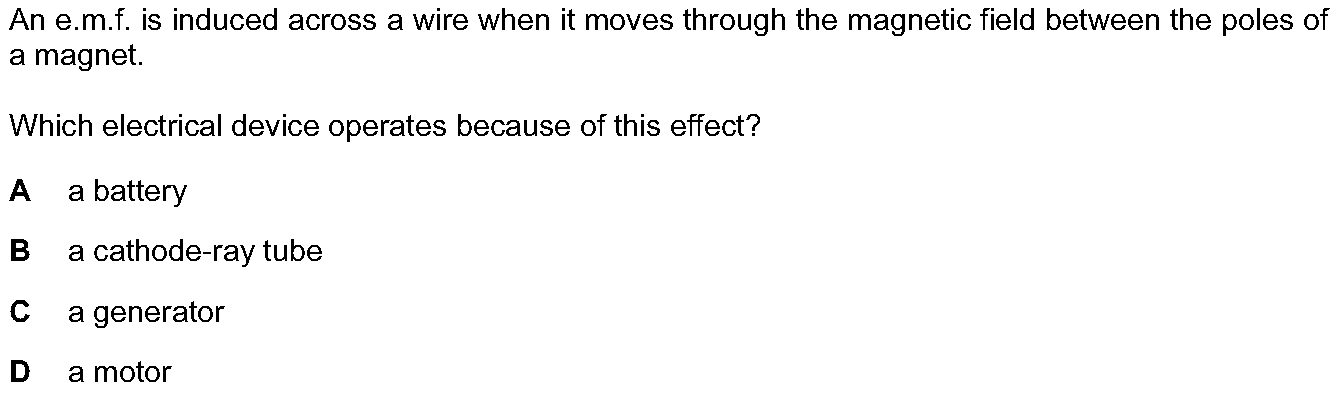 An e.m.f. is induced across a wire when it moves through the magnetic field between the poles of
a magnet.
Which electrical device operates because of this effect?
A a battery
B a cathode-ray tube
C a generator
D a motor